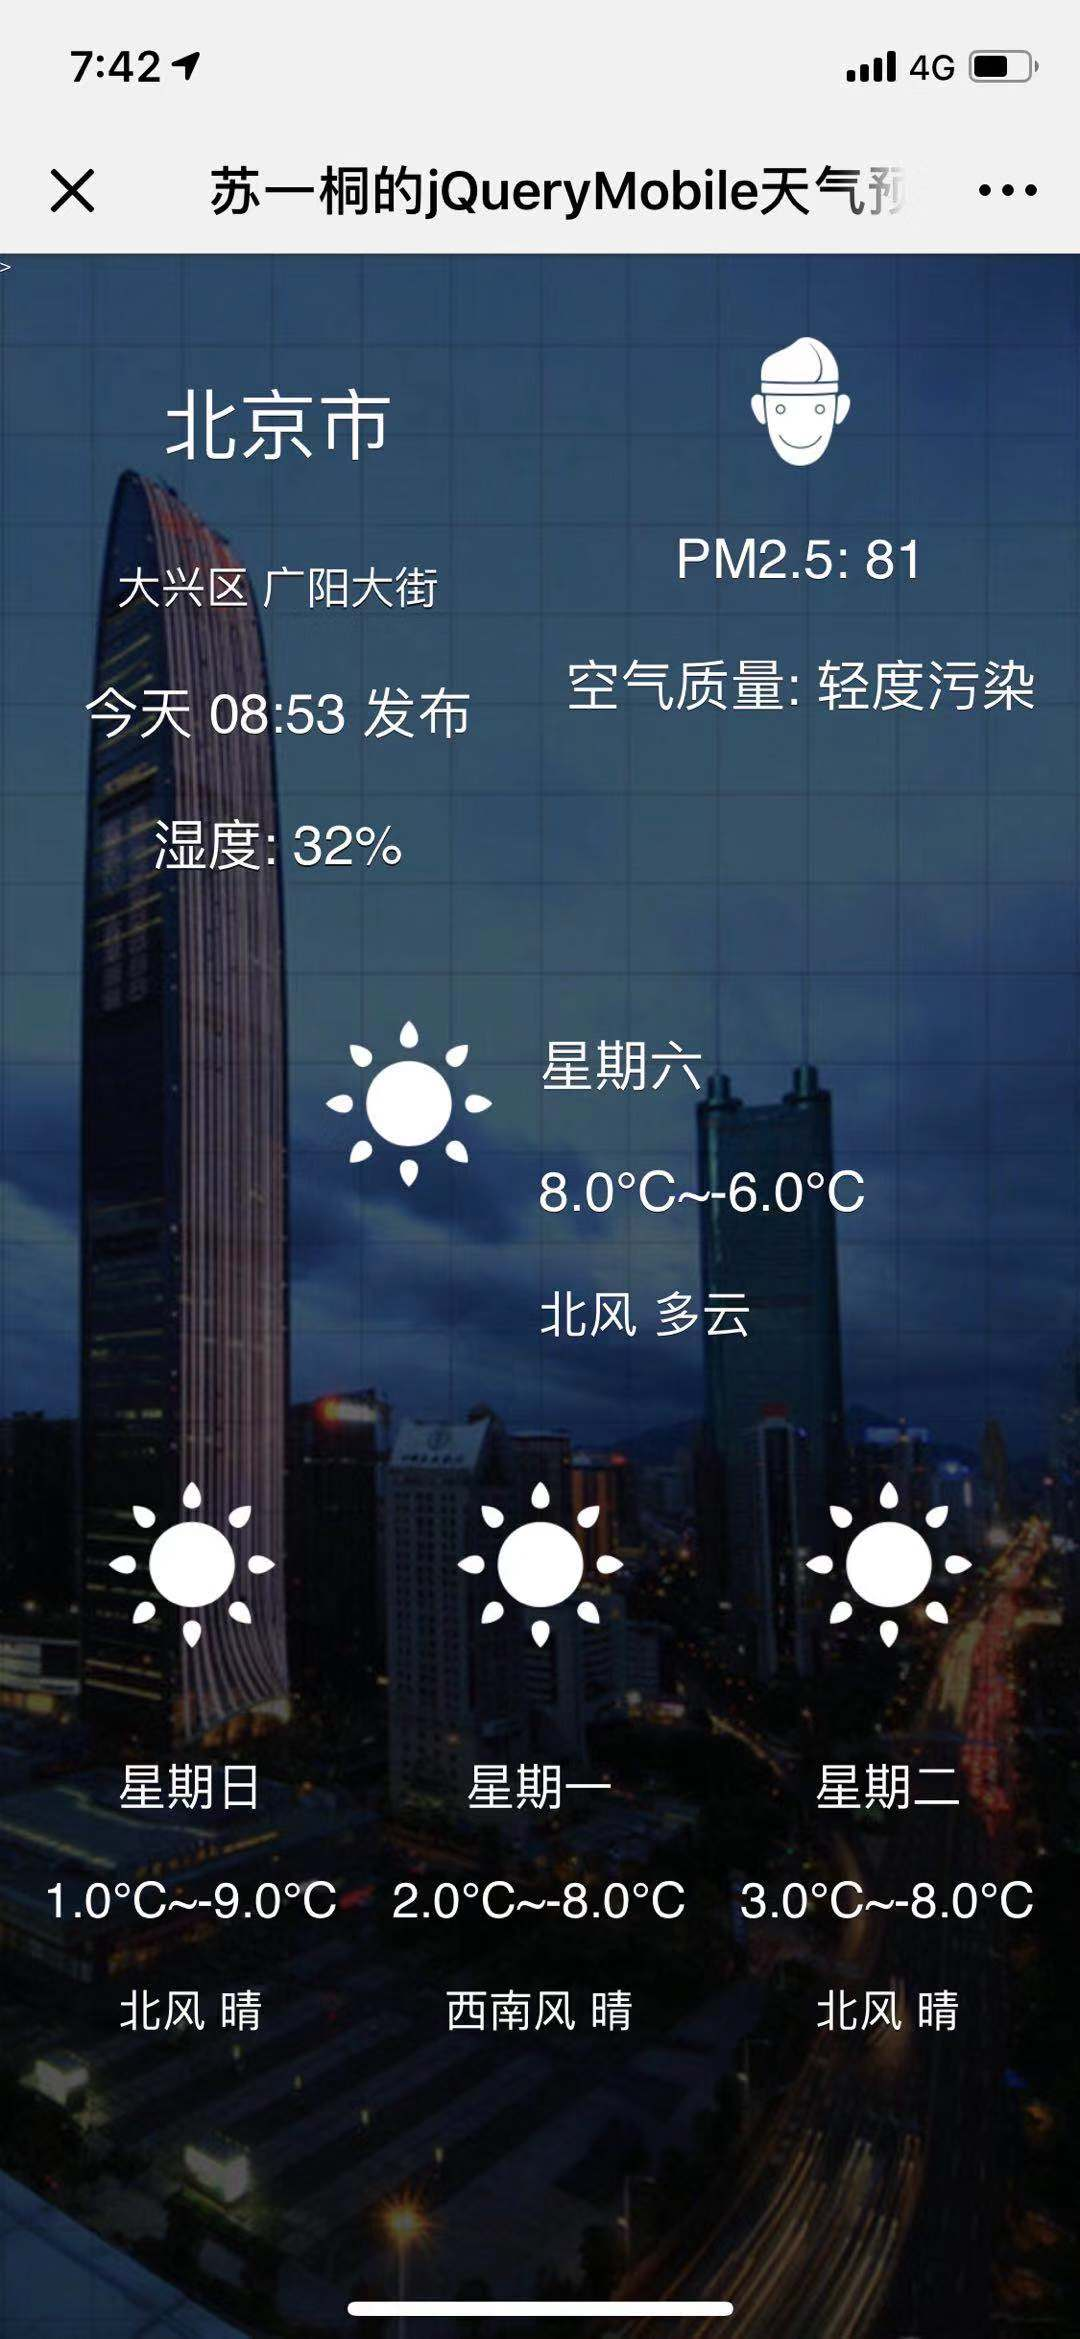 7:42
4G
苏一桐的jQueryMobile天气预
>
北京市
大兴区 广阳大街
今天 08:53 发布
湿度: 32%
PM2.5: 81
空气质量: 轻度污染
星期六
8.0°C~-6.0°C
北风 多云
星期日
1.0°C~-9.0°C
北风 晴
星期一
2.0°C~-8.0°C
西南风 晴
星期二
3.0°C~-8.0°C
北风 晴